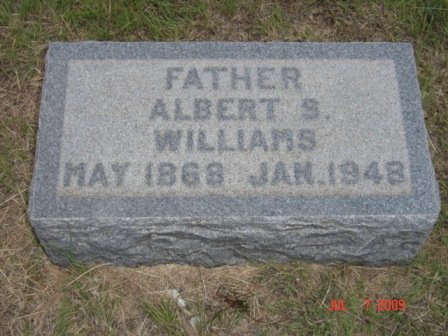 FATHER
ALBERT S.
WILLIAMS
MAY 1868 JAN. 1948
JUL 7 2009